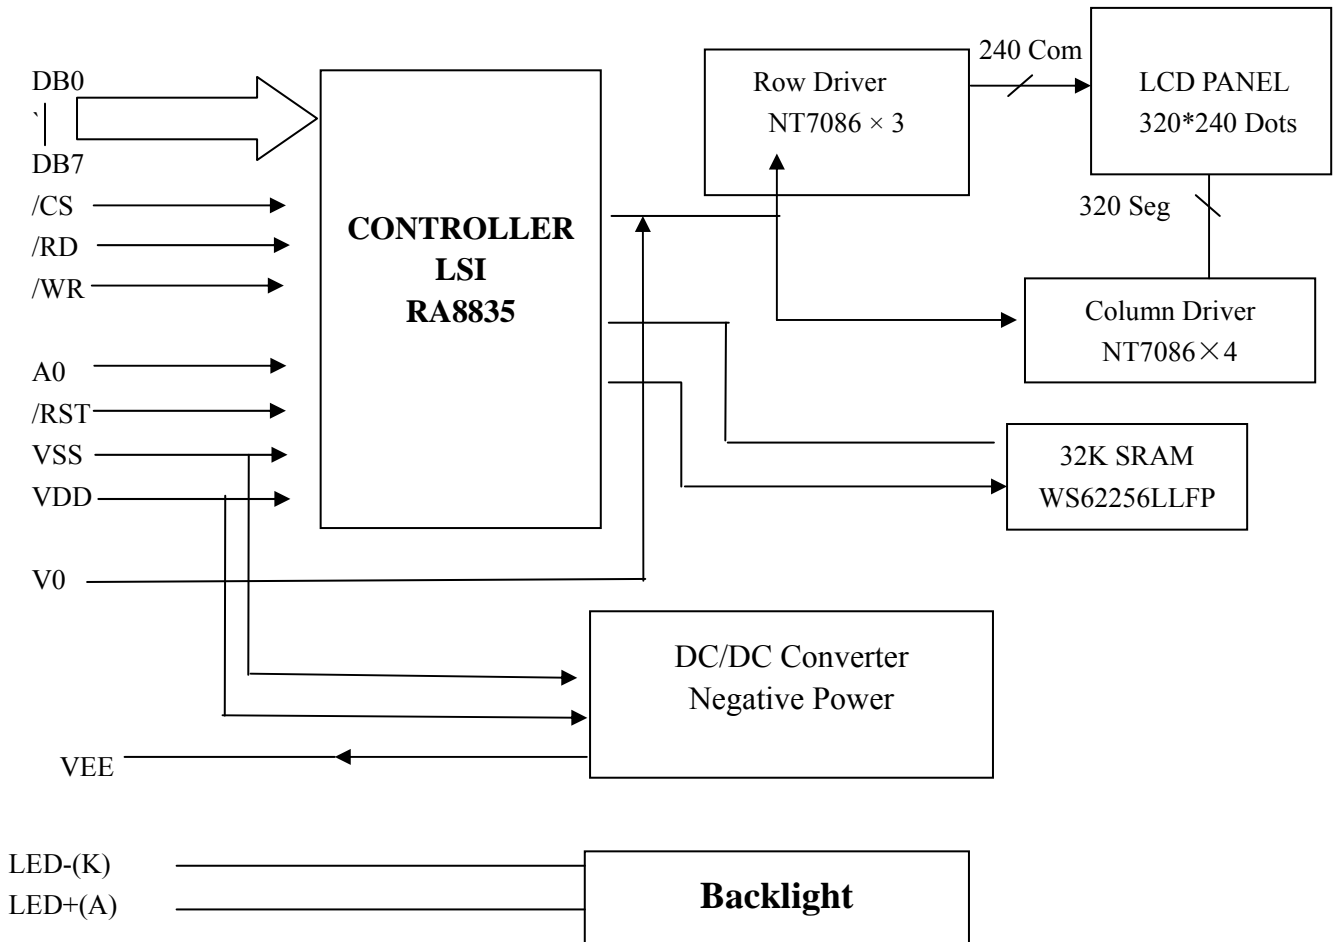 DB0
`
DB7
/CS
/RD
/WR
A0
/RST
VSS
VDD
V0
CONTROLLER
LSI
RA8835
Row Driver
NT7086 × 3
240 Com
LCD PANEL
320*240 Dots
320 Seg
Column Driver
NT7086×4
32K SRAM
WS62256LLFP
DC/DC Converter
Negative Power
VEE
LED-(K)
LED+(A)
Backlight